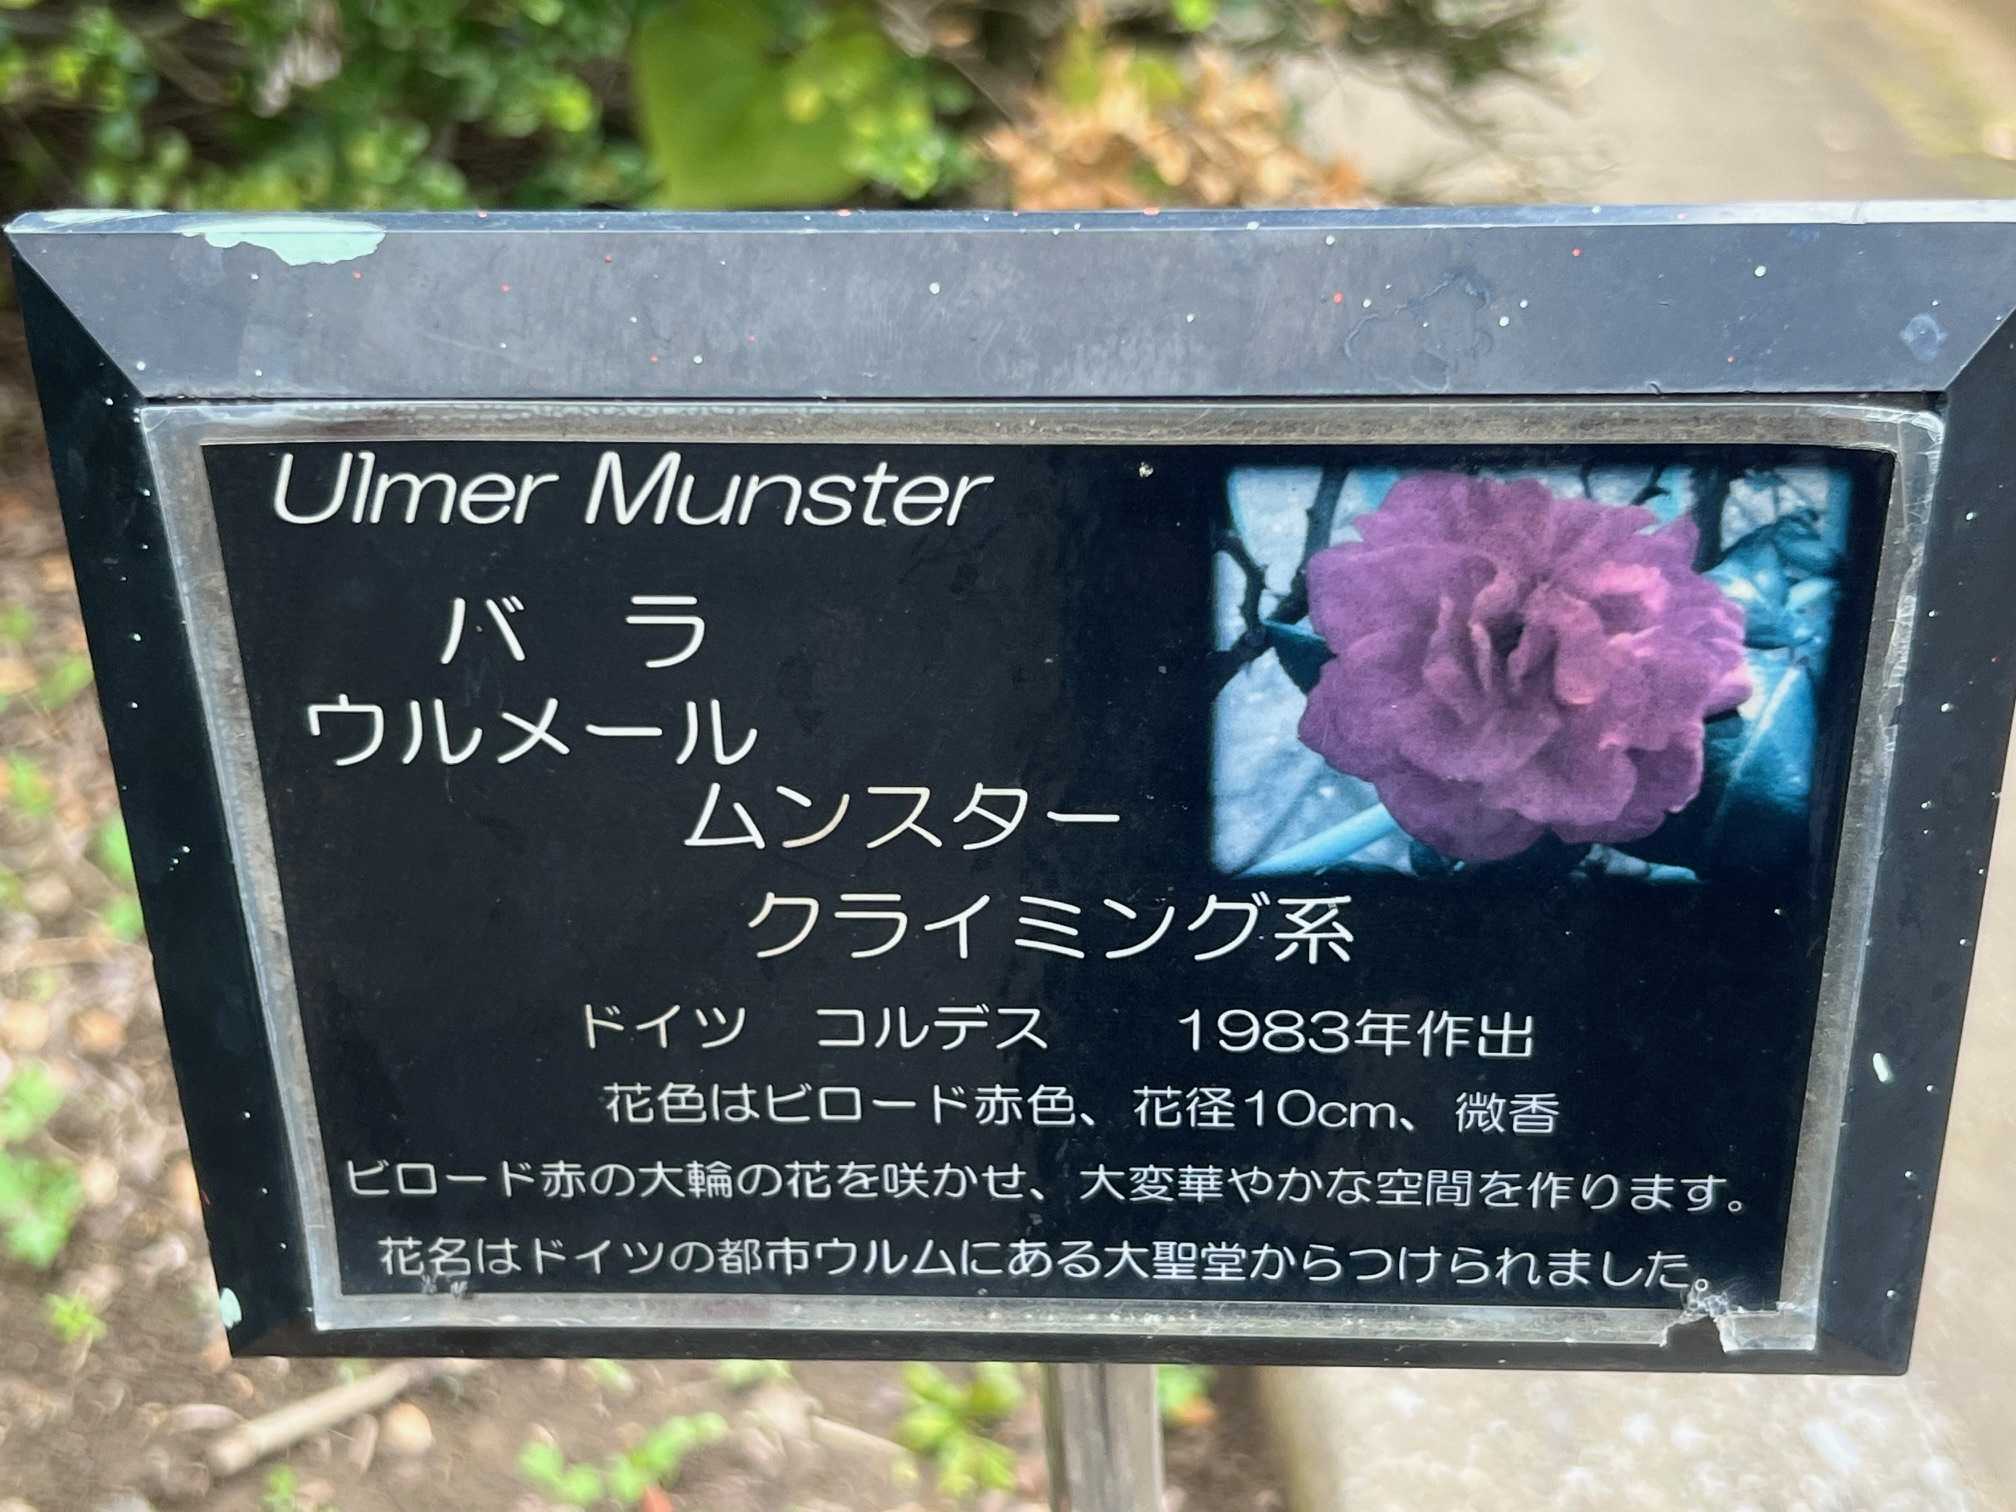 Ulmer Munster
バ　ラ
ウルメール
ムンスター
クライミング系
ドイツ　コルデス　　1983年作出
花色はビロード赤色、花径10cm、微香
ビロード赤の大輪の花を咲かせ、大変華やかな空間を作ります。
花名はドイツの都市ウルムにある大聖堂からつけられました。